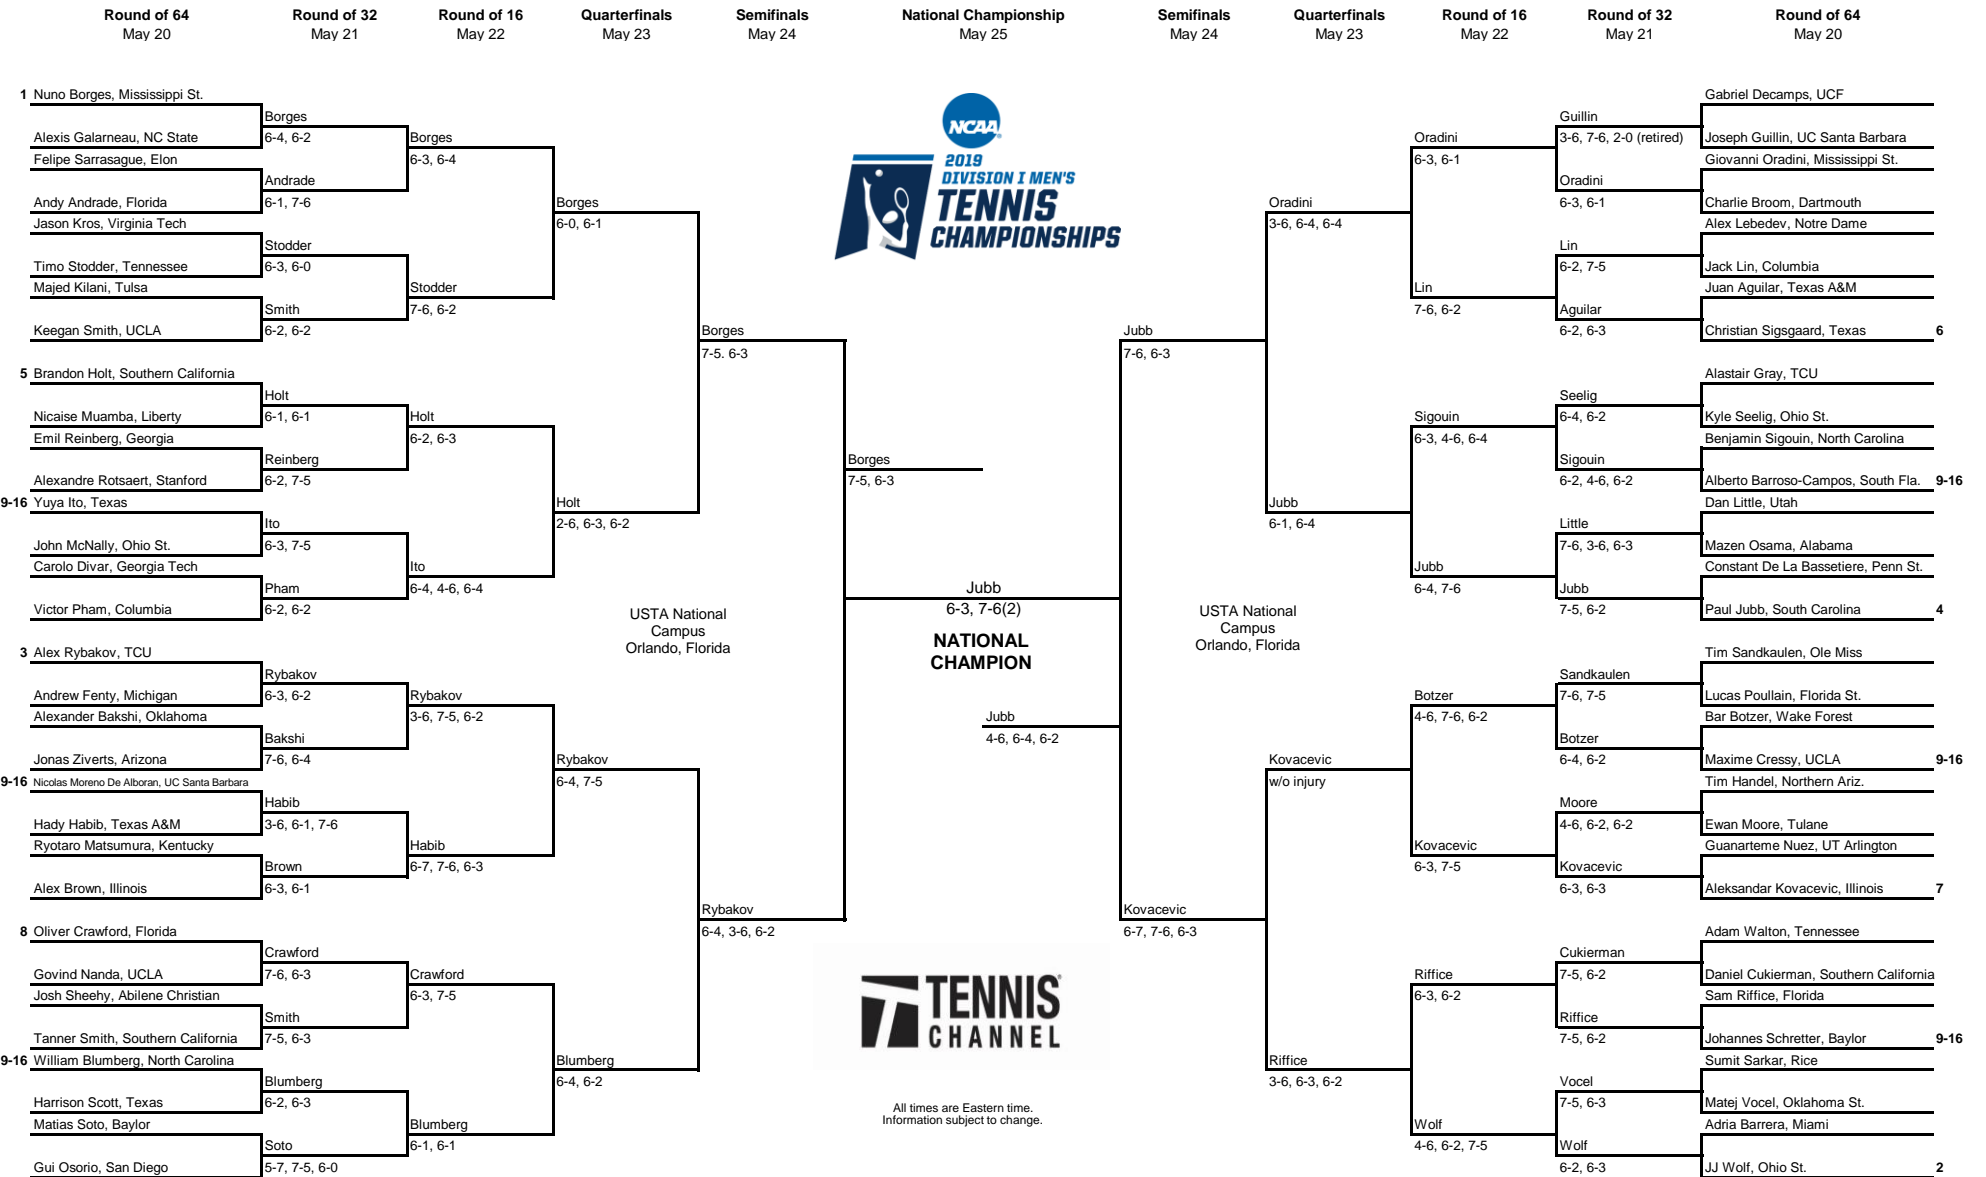 Round of 64
May 20
Round of 32
May 21
Round of 16
May 22
Quarterfinals
May 23
Semifinals
May 24
National Championship
May 25
Semifinals
May 24
Quarterfinals
May 23
Round of 16
May 22
Round of 32
May 21
Round of 64
May 20
1 Nuno Borges, Mississippi St.
Alexis Galarneau, NC State
Felipe Sarrasague, Elon
Andy Andrade, Florida
Jason Kros, Virginia Tech
Timo Stodder, Tennessee
Majed Kilani, Tulsa
Keegan Smith, UCLA
5 Brandon Holt, Southern California
Nicaise Muamba, Liberty
Emil Reinberg, Georgia
Alexandre Rotsaert, Stanford
9-16 Yuya Ito, Texas
John McNally, Ohio St.
Carolo Divar, Georgia Tech
Victor Pham, Columbia
3 Alex Rybakov, TCU
Andrew Fenty, Michigan
Alexander Bakshi, Oklahoma
Jonas Ziverts, Arizona
9-16 Nicolas Moreno De Alboran, UC Santa Barbara
Hady Habib, Texas A&M
Ryotaro Matsumura, Kentucky
Alex Brown, Illinois
8 Oliver Crawford, Florida
Govind Nanda, UCLA
Josh Sheehy, Abilene Christian
Tanner Smith, Southern California
9-16 William Blumberg, North Carolina
Harrison Scott, Texas
Matias Soto, Baylor
Gui Osorio, San Diego
Borges
6-4, 6-2
Andrade
6-1, 7-6
Stodder
6-3, 6-0
Smith
6-2, 6-2
Holt
6-1, 6-1
Reinberg
6-2, 7-5
Ito
6-3, 7-5
Pham
6-2, 6-2
Rybakov
6-3, 6-2
Bakshi
7-6, 6-4
Habib
3-6, 6-1, 7-6
Brown
6-3, 6-1
Crawford
7-6, 6-3
Smith
7-5, 6-3
Blumberg
6-2, 6-3
Soto
5-7, 7-5, 6-0
Borges
6-3, 6-4
Stodder
7-6, 6-2
Holt
6-2, 6-3
Ito
6-4, 4-6, 6-4
Rybakov
3-6, 7-5, 6-2
Habib
6-7, 7-6, 6-3
Crawford
6-3, 7-5
Blumberg
6-1, 6-1
Borges
6-0, 6-1
Holt
2-6, 6-3, 6-2
Rybakov
6-4, 7-5
Blumberg
6-4, 6-2
Borges
7-5. 6-3
Rybakov
6-4, 3-6, 6-2
USTA National
Campus
Orlando, Florida
NCAA
2019
DIVISION I MEN'S
TENNIS
CHAMPIONSHIPS
Borges
7-5, 6-3
Jubb
6-3, 7-6(2)
NATIONAL
CHAMPION
Jubb
4-6, 6-4, 6-2
TENNIS
CHANNEL
All times are Eastern time.
Information subject to change.
Jubb
7-6, 6-3
Kovacevic
6-7, 7-6, 6-3
USTA National
Campus
Orlando, Florida
Oradini
3-6, 6-4, 6-4
Jubb
6-1, 6-4
Kovacevic
w/o injury
Riffice
3-6, 6-3, 6-2
Oradini
6-3, 6-1
Lin
7-6, 6-2
Sigouin
6-3, 4-6, 6-4
Jubb
6-4, 7-6
Botzer
4-6, 7-6, 6-2
Kovacevic
6-3, 7-5
Riffice
6-3, 6-2
Wolf
4-6, 6-2, 7-5
Guillin
3-6, 7-6, 2-0 (retired)
Oradini
6-3, 6-1
Lin
6-2, 7-5
Aguilar
6-2, 6-3
Seelig
6-4, 6-2
Sigouin
6-2, 4-6, 6-2
Little
7-6, 3-6, 6-3
Jubb
7-5, 6-2
Sandkaulen
7-6, 7-5
Botzer
6-4, 6-2
Moore
4-6, 6-2, 6-2
Kovacevic
6-3, 6-3
Cukierman
7-5, 6-2
Riffice
7-5, 6-2
Vocel
7-5, 6-3
Wolf
6-2, 6-3
Gabriel Decamps, UCF
Joseph Guillin, UC Santa Barbara
Giovanni Oradini, Mississippi St.
Charlie Broom, Dartmouth
Alex Lebedev, Notre Dame
Jack Lin, Columbia
Juan Aguilar, Texas A&M
Christian Sigsgaard, Texas 6
Alastair Gray, TCU
Kyle Seelig, Ohio St.
Benjamin Sigouin, North Carolina
Alberto Barroso-Campos, South Fla. 9-16
Dan Little, Utah
Mazen Osama, Alabama
Constant De La Bassetiere, Penn St.
Paul Jubb, South Carolina 4
Tim Sandkaulen, Ole Miss
Lucas Poullain, Florida St.
Bar Botzer, Wake Forest
Maxime Cressy, UCLA 9-16
Tim Handel, Northern Ariz.
Ewan Moore, Tulane
Guanarteme Nuez, UT Arlington
Aleksandar Kovacevic, Illinois 7
Adam Walton, Tennessee
Daniel Cukierman, Southern California
Sam Riffice, Florida
Johannes Schretter, Baylor 9-16
Sumit Sarkar, Rice
Matej Vocel, Oklahoma St.
Adria Barrera, Miami
JJ Wolf, Ohio St. 2